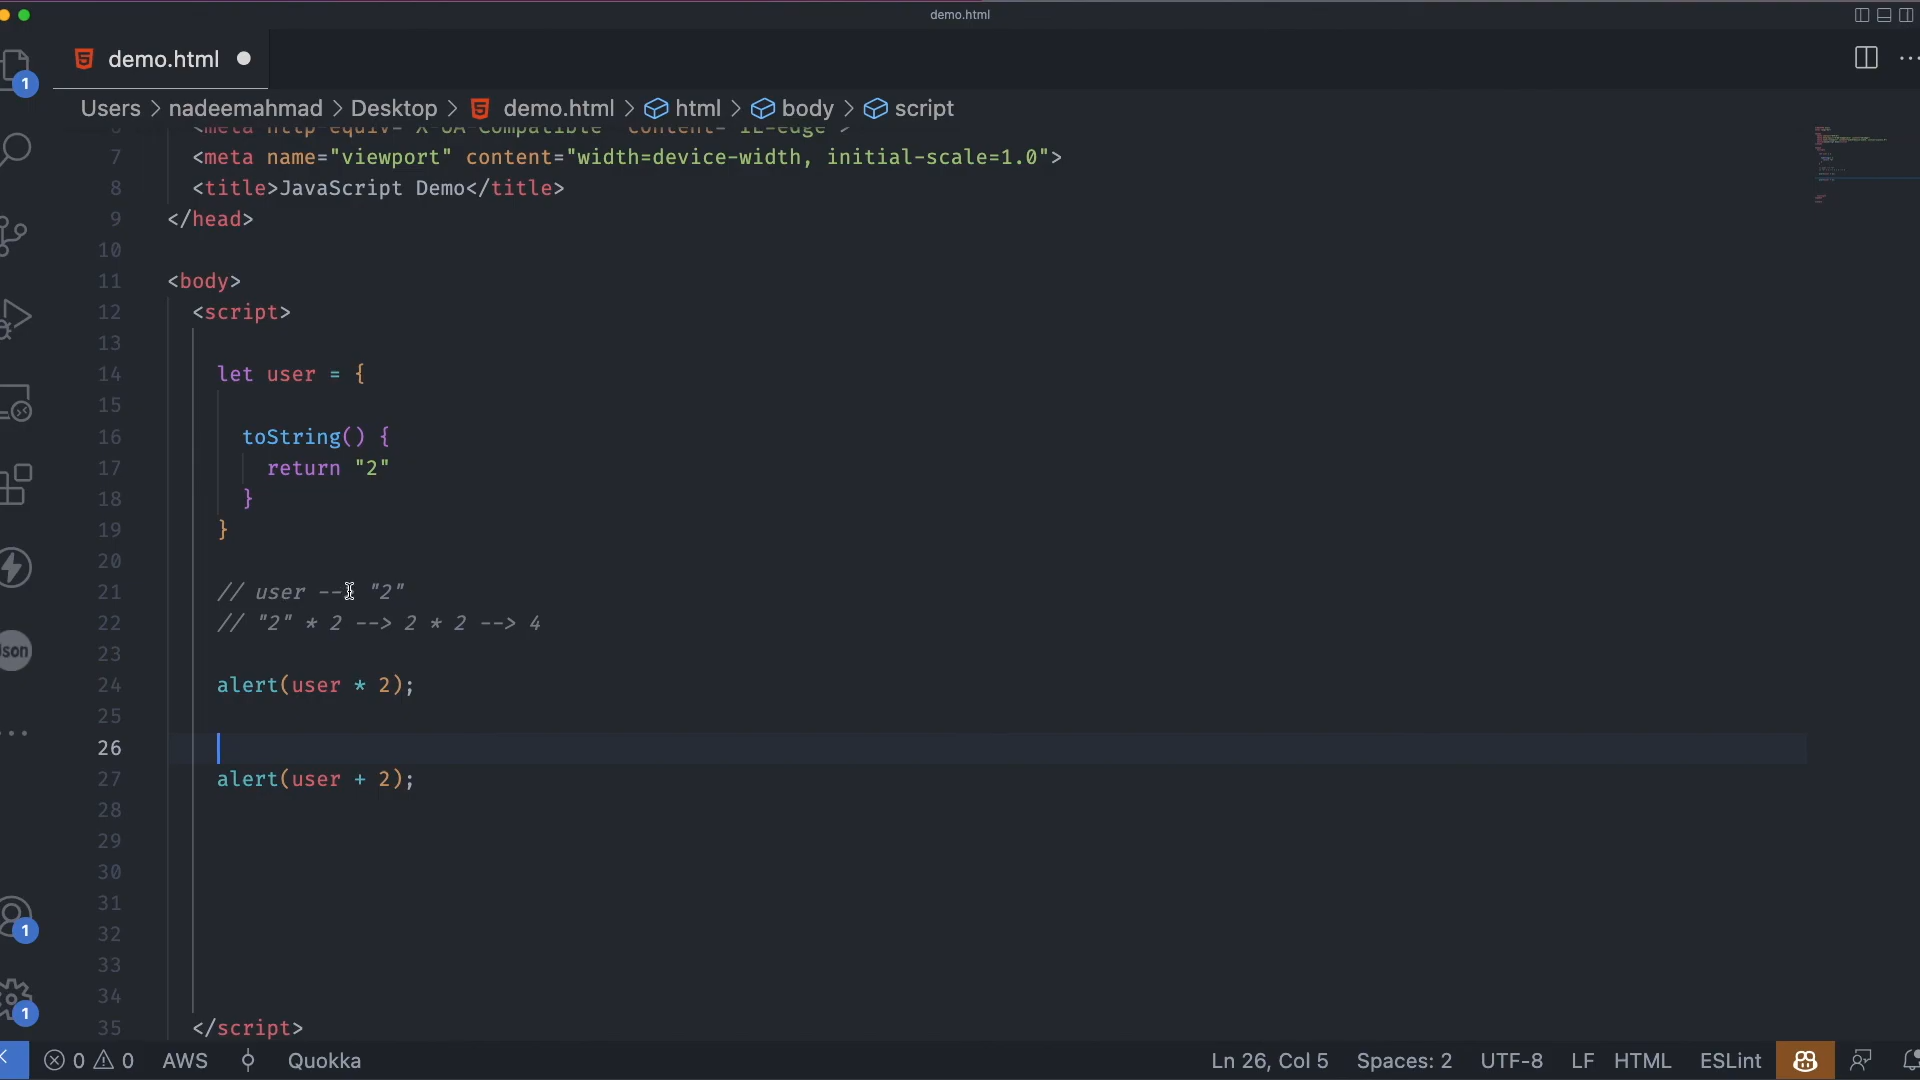 demo.html
demo.html
1
Users > nadeemahmad > Desktop > demo.html > html > body > script
7 <meta name="viewport" content="width=device-width, initial-scale=1.0">
8 <title>JavaScript Demo</title>
9 </head>
10
11 <body>
12 <script>
13
14 let user = {
15
16 toString() {
17 return "2"
18 }
19 }
20
21 // user -- "2"
22 // "2" * 2 --> 2 * 2 --> 4
23
24 alert(user * 2);
25
26
27 alert(user + 2);
28
29
30
31
32
33
34
35 </script>
1
1
0 0 AWS Quokka Ln 26, Col 5 Spaces: 2 UTF-8 LF HTML ESLint